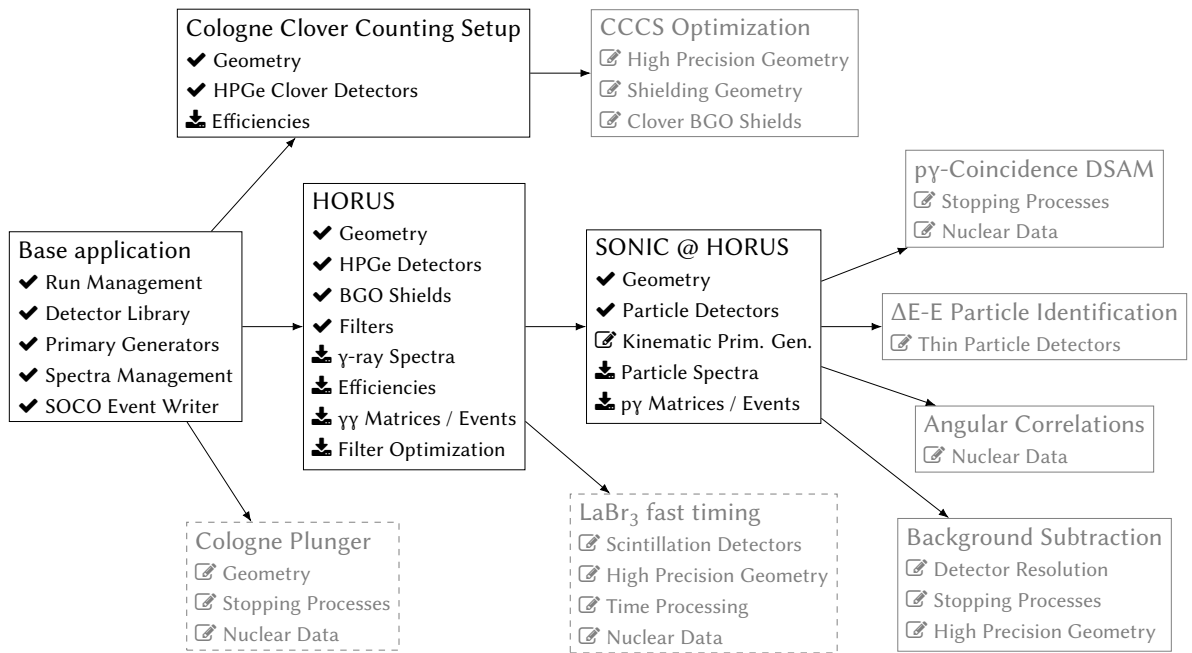 Cologne Clover Counting Setup
Geometry
HPGe Clover Detectors
Efficiencies
CCCS Optimization
High Precision Geometry
Shielding Geometry
Clover BGO Shields
Base application
Run Management
Detector Library
Primary Generators
Spectra Management
SOCO Event Writer
HORUS
Geometry
HPGe Detectors
BGO Shields
Filters
γ-ray Spectra
Efficiencies
γγ Matrices / Events
Filter Optimization
SONIC @ HORUS
Geometry
Particle Detectors
Kinematic Prim. Gen.
Particle Spectra
pγ Matrices / Events
pγ-Coincidence DSAM
Stopping Processes
Nuclear Data
ΔE-E Particle Identification
Thin Particle Detectors
Angular Correlations
Nuclear Data
Cologne Plunger
Geometry
Stopping Processes
Nuclear Data
LaBr₃ fast timing
Scintillation Detectors
High Precision Geometry
Time Processing
Nuclear Data
Background Subtraction
Detector Resolution
Stopping Processes
High Precision Geometry